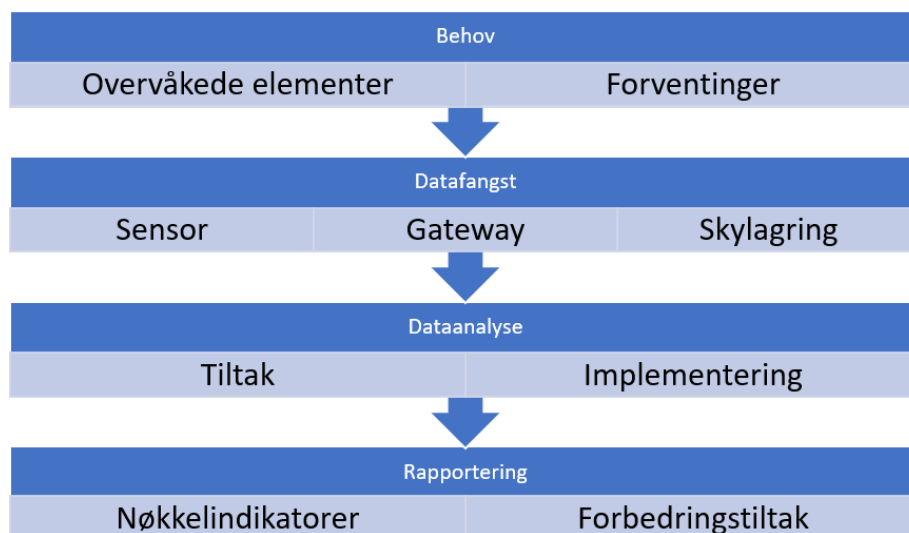 Behov
Overvåkede elementer Forventinger
Datafangst
Sensor Gateway Skylagring
Dataanalyse
Tiltak Implementering
Rapportering
Nøkkelindikatorer Forbedringstiltak